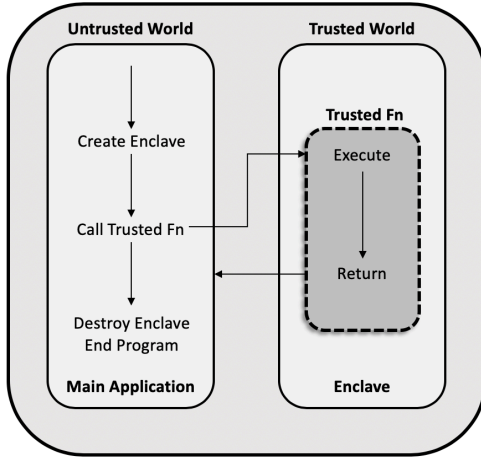 Untrusted World
Create Enclave
Call Trusted Fn
Destroy Enclave
End Program
Main Application
Trusted World
Trusted Fn
Execute
Return
Enclave